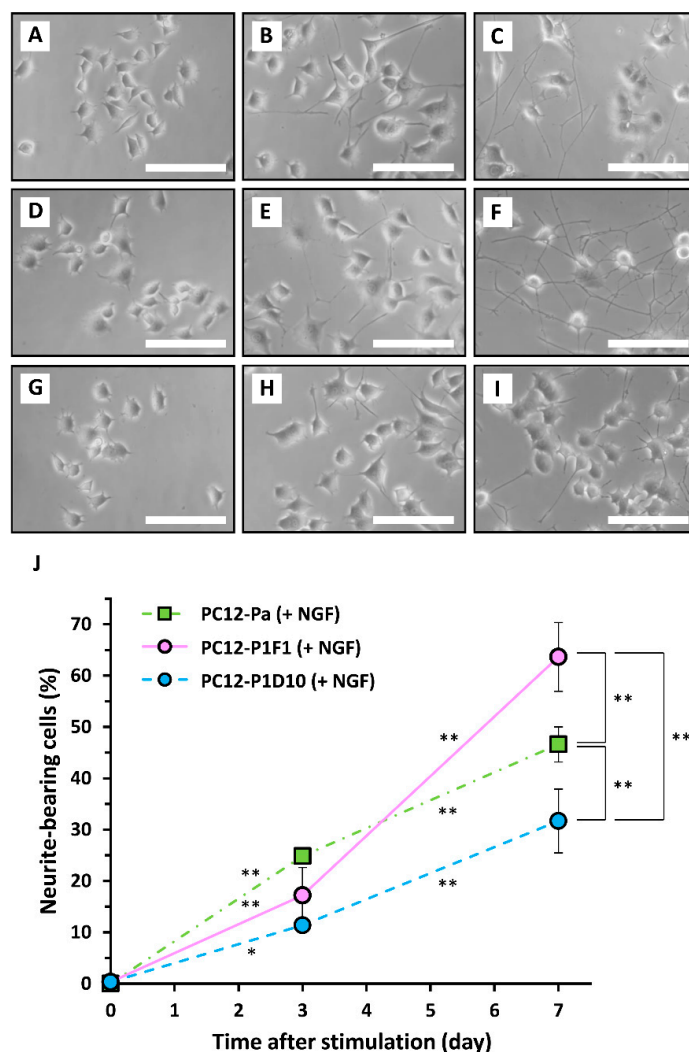 A
B
C
D
E
F
G
H
I
J
PC12-Pa (+ NGF)
PC12-P1F1 (+ NGF)
PC12-P1D10 (+ NGF)
Neurite-bearing cells (%)
70
60
50
40
30
20
10
0
**
**
*
**
**
**
**
**
**
0
1
2
3
4
5
6
7
Time after stimulation (day)